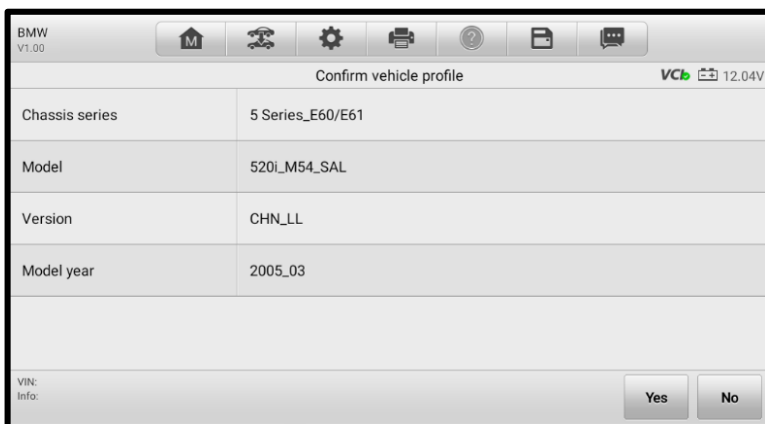 BMW
V1.00
M
?
Confirm vehicle profile
VCI 12.04V
Chassis series 5 Series_E60/E61
Model 520i_M54_SAL
Version CHN_LL
Model year 2005_03
VIN:
Info:
Yes No